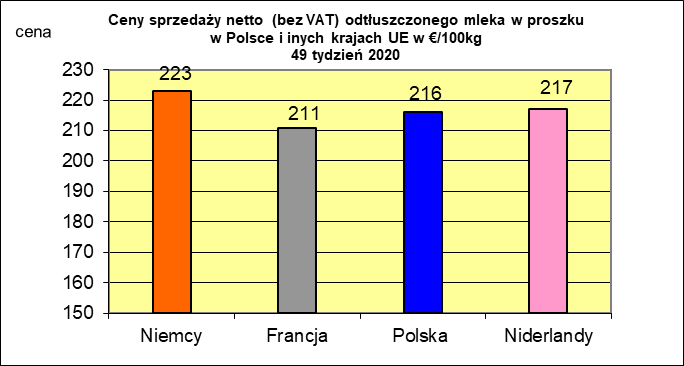 Ceny sprzedaży netto (bez VAT) odtłuszczonego mleka w proszku
w Polsce i inych krajach UE w €/100kg
49 tydzień 2020
cena
230
220
210
200
190
180
170
160
150
223
211
216
217
Niemcy Francja Polska Niderlandy